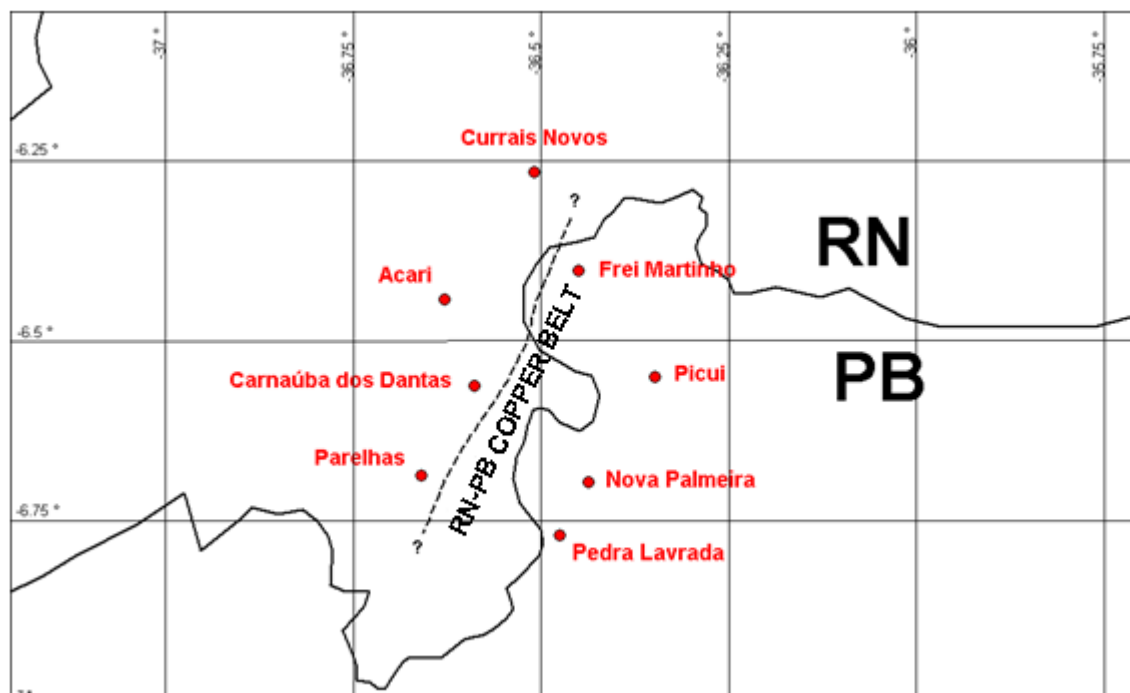 -37 °
-36.75 °
-36.5 °
-36.25 °
-36 °
-35.75 °
Currais Novos
-6.25 °
?
RN
Acari
Frei Martinho
-6.5 °
PB
Carnaúba dos Dantas
Picui
RN-PB COPPER BELT
Parelhas
Nova Palmeira
-6.75 °
?
Pedra Lavrada